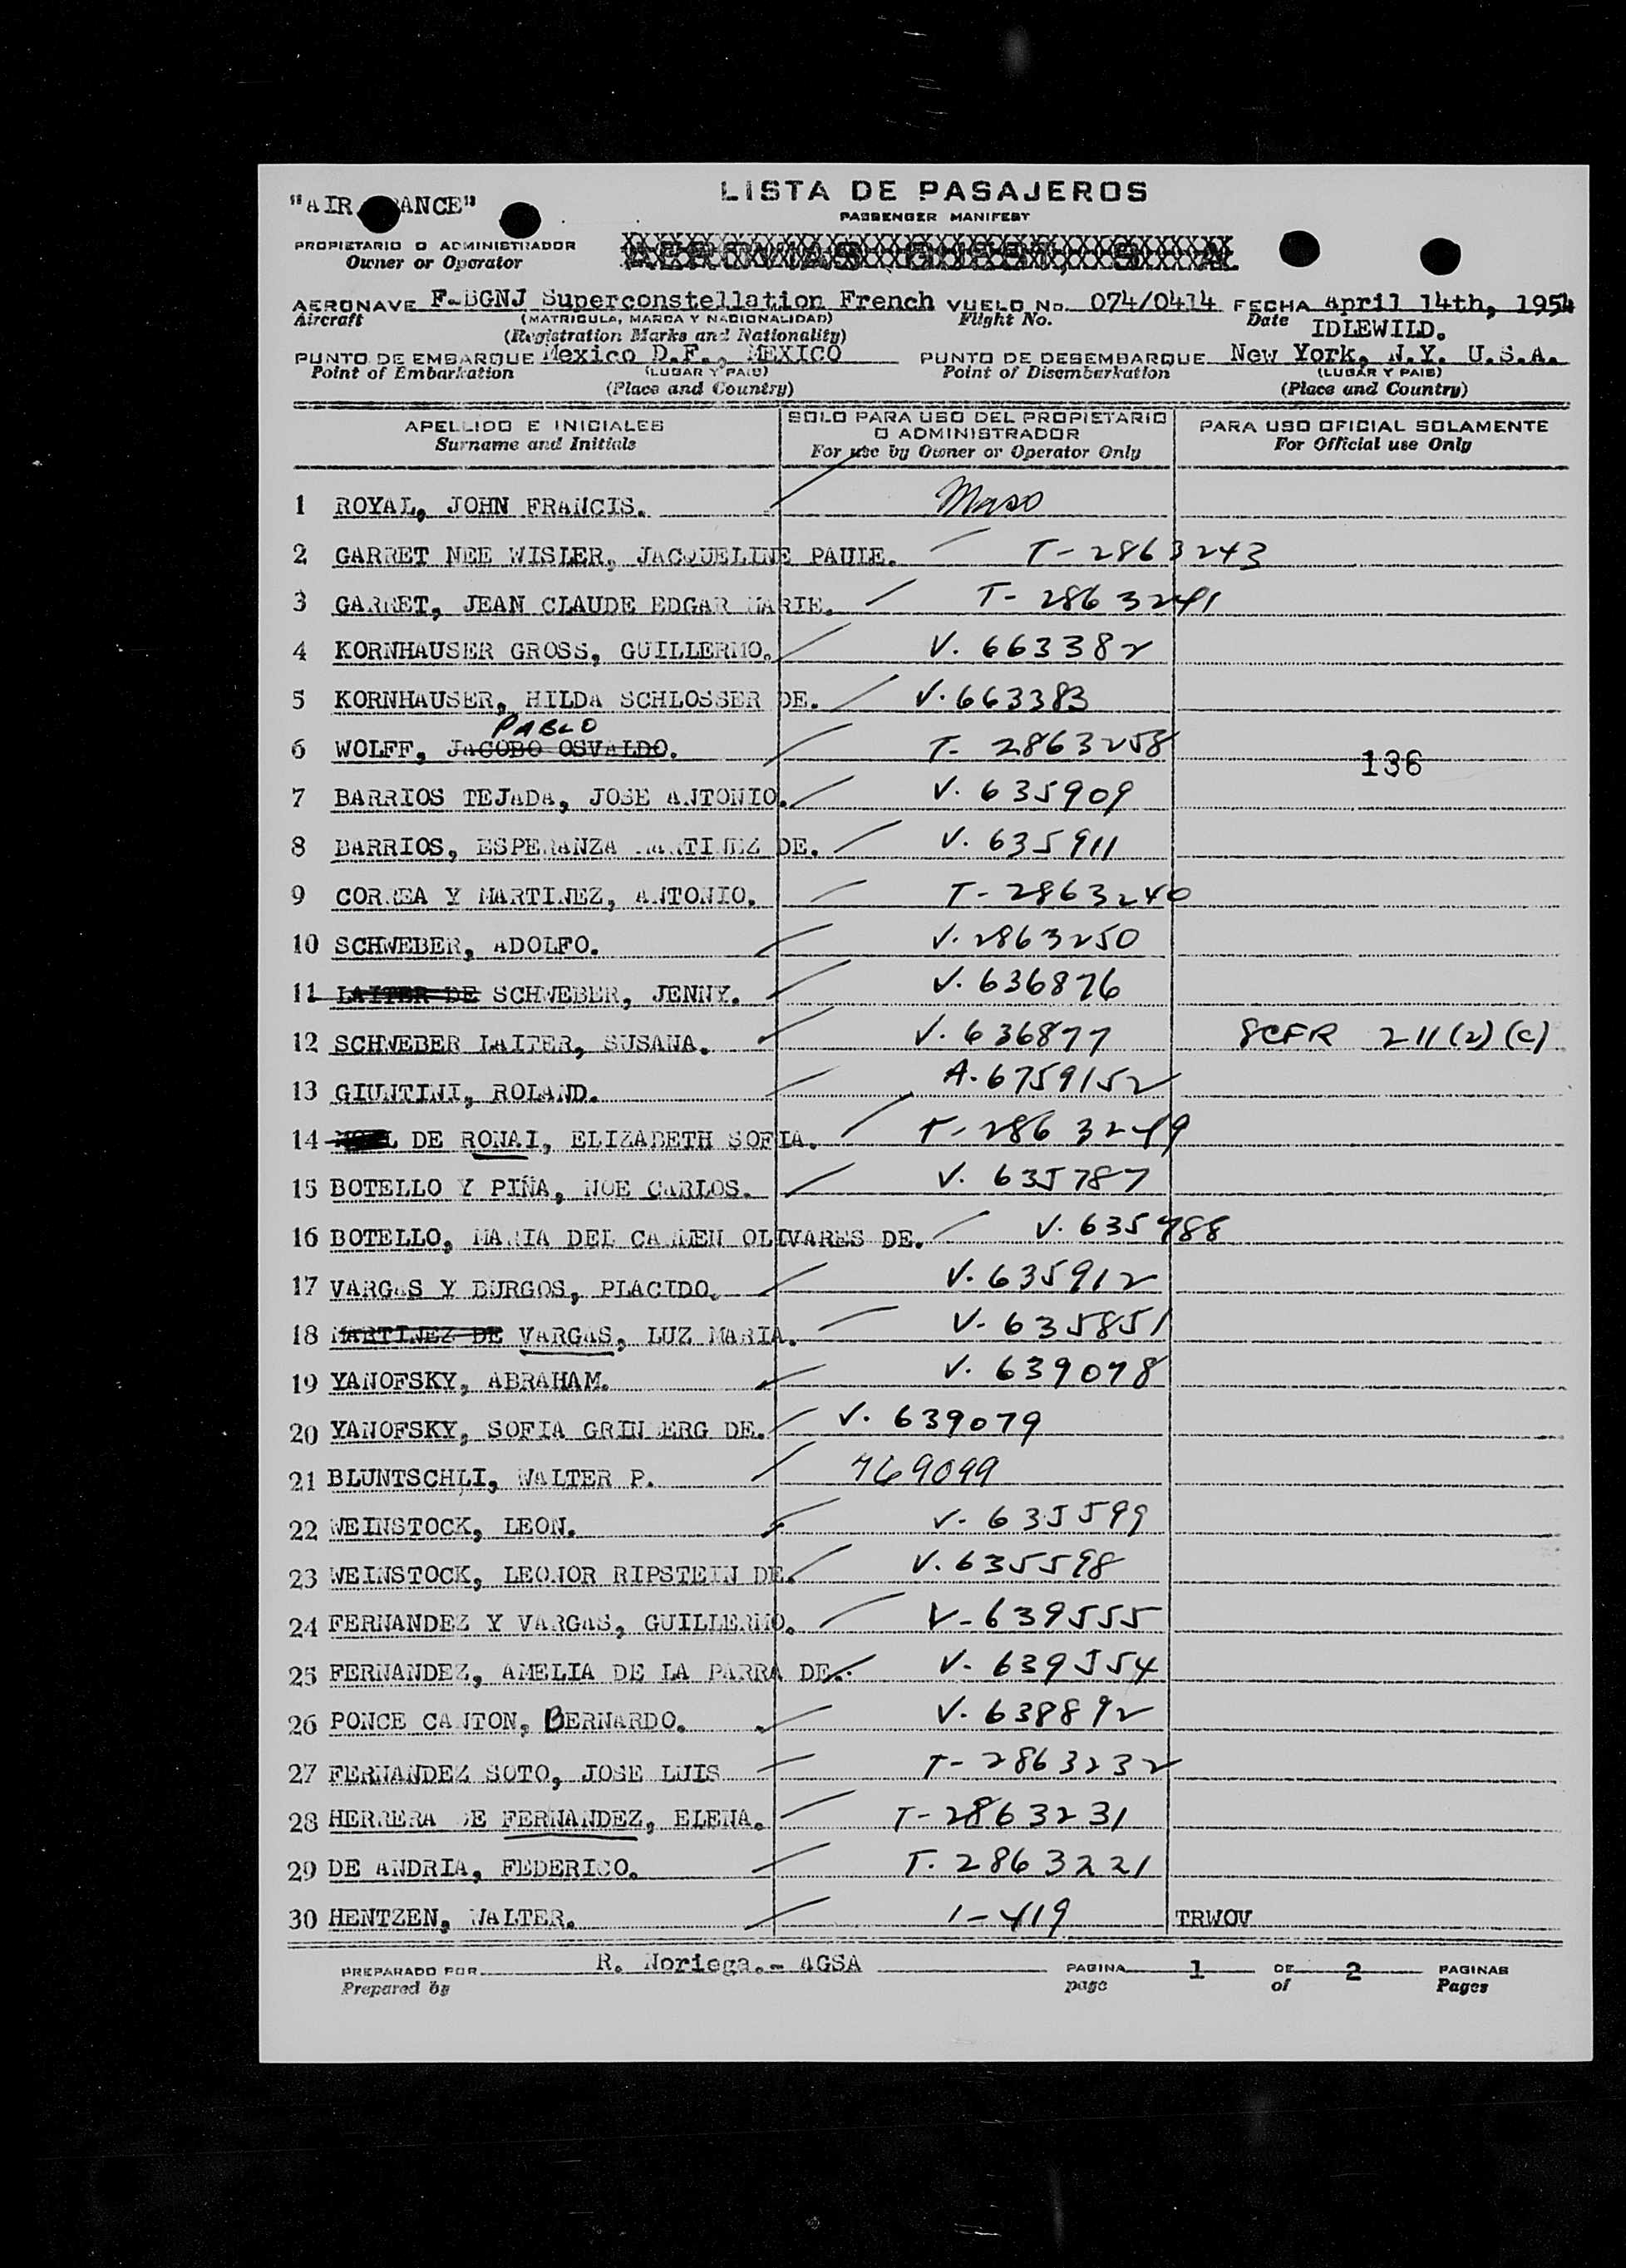 LISTA DE PASAJEROS
PASSENGER MANIFEST
"AIR ANCE"
PROPIETARIO O ADMINISTRADOR
Owner or Operator
AERONAVE F-BGNJ Superconstellation French VUELO No. 074/0414 FECHA April 14th, 1954
Aircraft (MATRICULA, MARCA Y NACIONALIDAD) Flight No. Date IDLEWILD.
(Registration Marks and Nationality)
PUNTO DE EMBARQUE Mexico D.F., MEXICO PUNTO DE DESEMBARQUE New York, N.Y. U.S.A.
Point of Embarkation (LUGAR Y PAIS) Point of Disembarkation (LUGAR Y PAIS)
(Place and Country) (Place and Country)
APELLIDO E INICIALES SOLO PARA USO DEL PROPIETARIO O ADMINISTRADOR PARA USO OFICIAL SOLAMENTE
Surname and Initials For use by Owner or Operator Only For Official use Only
1 ROYAL, JOHN FRANCIS.
2 GARRET NEE WISLER, JACQUELINE PAULE. T-2863243
3 GARRET, JEAN CLAUDE EDGAR MARIE. T-2863241
4 KORNHAUSER GROSS, GUILLERMO. V. 663382
5 KORNHAUSER, HILDA SCHLOSSER DE. V.663383
PABLO
6 WOLFF, JACOBO OSVALDO. T-2863258
136
7 BARRIOS TEJADA, JOSE ANTONIO. V. 635909
8 BARRIOS, ESPERANZA MARTINEZ DE. V. 635911
9 CORREA Y MARTINEZ, ANTONIO. T-2863240
10 SCHWEBER, ADOLFO. V.2863250
11 LAITER DE SCHWEBER, JENNY. V.636876
12 SCHWEBER LAITER, SUSANA. V.636877 8CFR 211(2)(c)
13 GIUNTINI, ROLAND. A.6759152
14 DE RONAI, ELIZABETH SOFIA. T-2863249
15 BOTELLO Y PIÑA, NOE CARLOS. V. 635787
16 BOTELLO, MARIA DEL CARMEN OLIVARES DE. V. 635788
17 VARGAS Y BURGOS, PLACIDO. V.635912
18 MARTINEZ DE VARGAS, LUZ MARIA. V-635851
19 YANOFSKY, ABRAHAM. V. 639078
20 YANOFSKY, SOFIA GRINBERG DE. V. 639079
21 BLUNTSCHLI, WALTER P. 769099
22 WEINSTOCK, LEON. V- 635599
23 WEINSTOCK, LEONOR RIPSTEIN DE. V.635598
24 FERNANDEZ Y VARGAS, GUILLERMO. V-639555
25 FERNANDEZ, AMELIA DE LA PARRA DE. V- 639554
26 PONCE CANTON, BERNARDO. V. 638892
27 FERNANDEZ SOTO, JOSE LUIS T-2863232
28 HERRERA DE FERNANDEZ, ELENA. T-2863231
29 DE ANDRIA, FEDERICO. T. 2863221
30 HENTZEN, WALTER. 1-419 TRWOV
PREPARADO POR R. Noriega.- AGSA PAGINA 1 DE 2 PAGINAS
Prepared by page of Pages